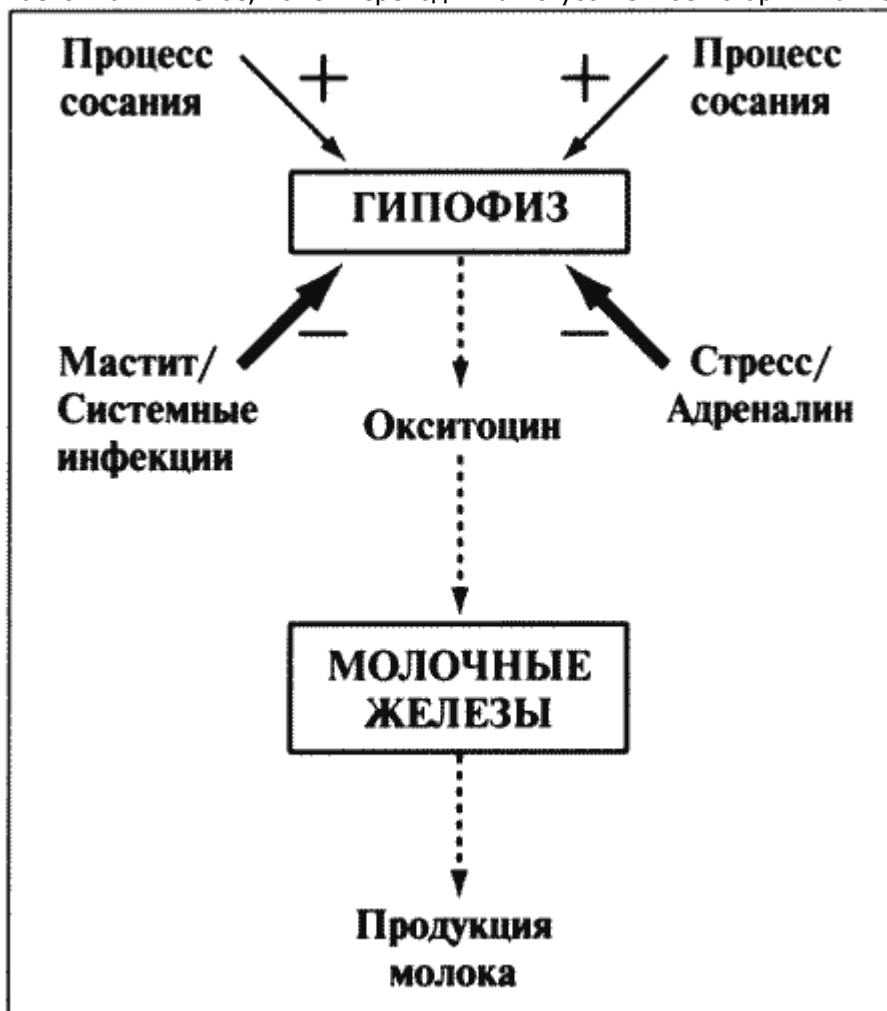 Процесс
сосания
+
+
Процесс
сосания
ГИПОФИЗ
—
—
Мастит/
Системные
инфекции
Стресс/
Адреналин
Окситоцин
МОЛОЧНЫЕ
ЖЕЛЕЗЫ
Продукция
молока